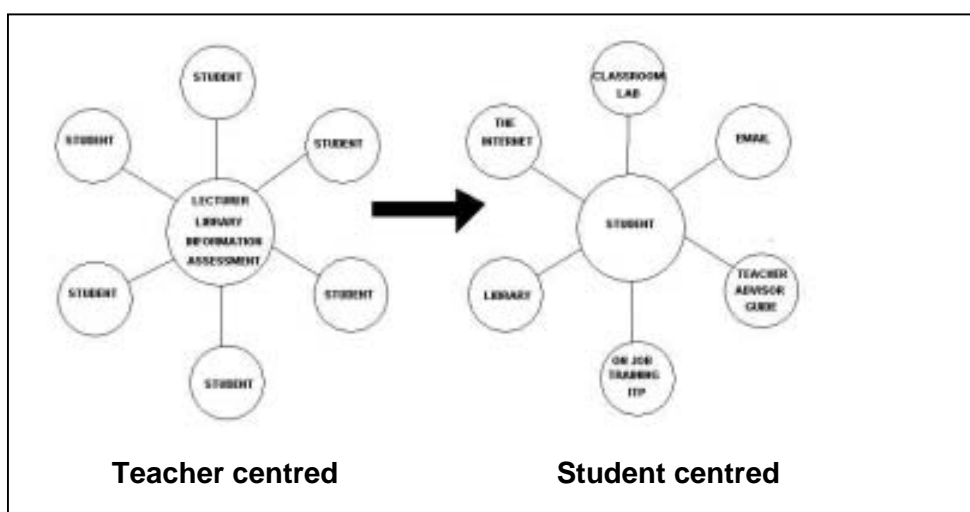 STUDENT
STUDENT
STUDENT
LECTURER
LIBRARY
INFORMATION
ASSESSMENT
STUDENT
STUDENT
STUDENT
CLASSROOM
LAB
THE
INTERNET
EMAIL
STUDENT
LIBRARY
TEACHER
ADVISOR
GUIDE
ON JOB
TRAINING
ITP
Teacher centred
Student centred